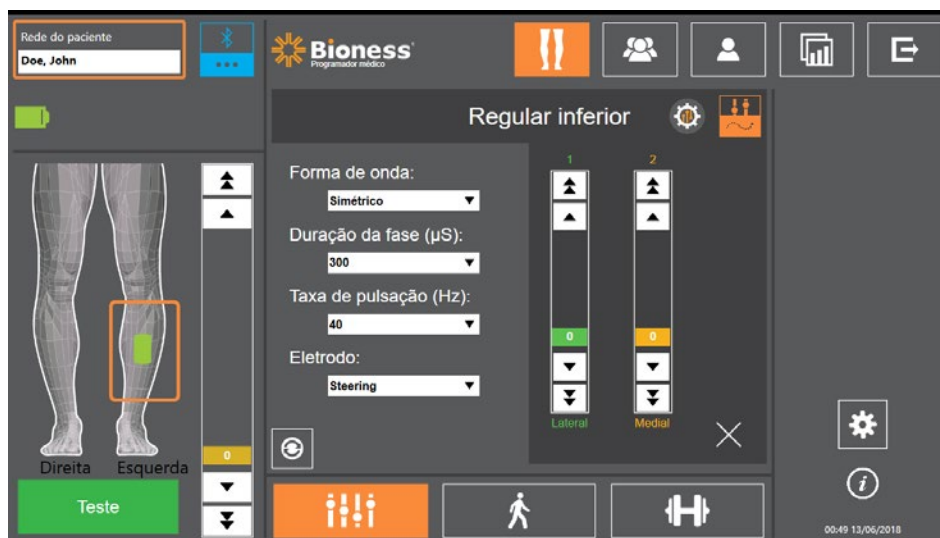 Rede do paciente
Doe, John
Bioness
Programador médico
Regular inferior
Forma de onda:
Simétrico
Duração da fase (µS):
300
Taxa de pulsação (Hz):
40
Eletrodo:
Steering
1
2
0
0
Lateral
Medial
Direita
Esquerda
0
Teste
i
00:49 13/06/2018